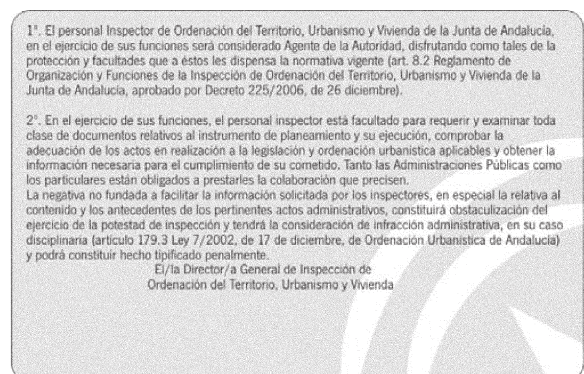 1°. El personal Inspector de Ordenación del Territorio, Urbanismo y Vivienda de la Junta de Andalucía,
en el ejercicio de sus funciones será considerado Agente de la Autoridad, disfrutando como tales de la
protección y facultades que a éstos les dispensa la normativa vigente (art. 8.2 Reglamento de
Organización y Funciones de la Inspección de Ordenación del Territorio, Urbanismo y Vivienda de la
Junta de Andalucía, aprobado por Decreto 225/2006, de 26 diciembre).
2°. En el ejercicio de sus funciones, el personal inspector está facultado para requerir y examinar toda
clase de documentos relativos al instrumento de planeamiento y su ejecución, comprobar la
adecuación de los actos en realización a la legislación y ordenación urbanística aplicables y obtener la
información necesaria para el cumplimiento de su cometido. Tanto las Administraciones Públicas como
los particulares están obligados a prestarles la colaboración que precisen.
La negativa no fundada a facilitar la información solicitada por los inspectores, en especial la relativa al
contenido y los antecedentes de los pertinentes actos administrativos, constituirá obstaculización del
ejercicio de la potestad de inspección y tendrá la consideración de infracción administrativa, en su caso
disciplinaria (artículo 179.3 Ley 7/2002, de 17 de diciembre, de Ordenación Urbanística de Andalucía)
y podrá constituir hecho tipificado penalmente.
El/la Director/a General de Inspección de
Ordenación del Territorio, Urbanismo y Vivienda